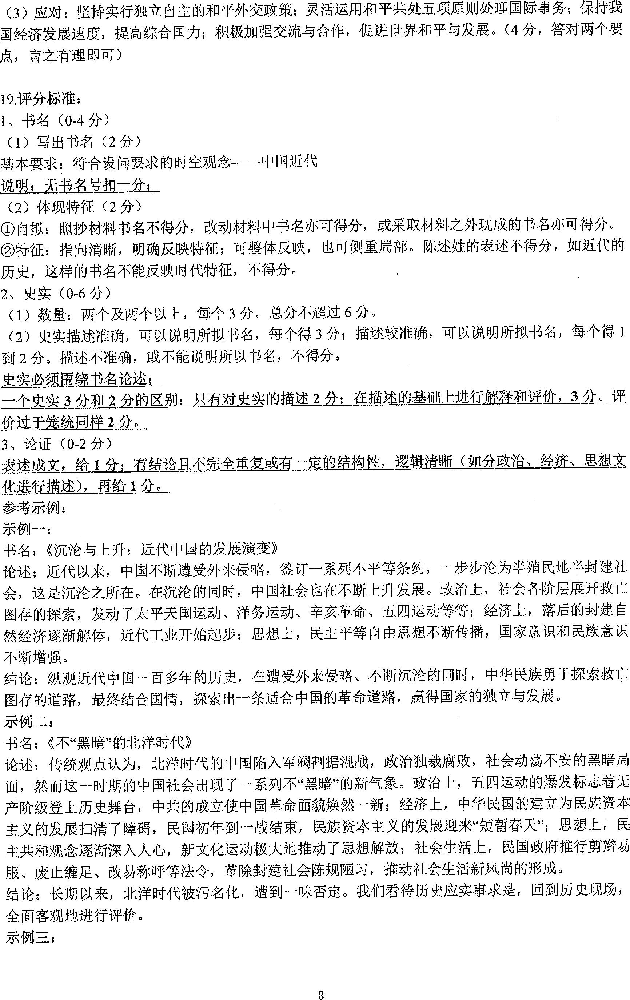 （3）应对：坚持实行独立自主的和平外交政策；灵活运用和平共处五项原则处理国际事务；保持我
国经济发展速度，提高综合国力；积极加强交流与合作，促进世界和平与发展。（4 分，答对两个要
点，言之有理即可）
19.评分标准：
1、书名（0-4 分）
（1）写出书名（2 分）
基本要求：符合设问要求的时空观念——中国近代
说明：无书名号扣一分；
（2）体现特征（2 分）
①自拟：照抄材料书名不得分，改动材料中书名亦可得分，或采取材料之外现成的书名亦可得分。
②特征：指向清晰，明确反映特征；可整体反映，也可侧重局部。陈述姓的表述不得分，如近代的
历史，这样的书名不能反映时代特征，不得分。
2、史实（0-6 分）
（1）数量：两个及两个以上，每个 3 分。总分不超过 6 分。
（2）史实描述准确，可以说明所拟书名，每个得 3 分；描述较准确，可以说明所拟书名，每个得 1
到 2 分。描述不准确，或不能说明所以书名，不得分。
史实必须围绕书名论述；
一个史实 3 分和 2 分的区别：只有对史实的描述 2 分；在描述的基础上进行解释和评价，3 分。评
价过于笼统同样 2 分。
3、论证（0-2 分）
表述成文，给 1 分；有结论且不完全重复或有一定的结构性，逻辑清晰（如分政治、经济、思想文
化进行描述），再给 1 分。
参考示例：
示例一：
书名：《沉沦与上升：近代中国的发展演变》
论述：近代以来，中国不断遭受外来侵略，签订一系列不平等条约，一步步沦为半殖民地半封建社
会，这是沉沦之所在。在沉沦的同时，中国社会也在不断上升发展。政治上，社会各阶层展开救亡
图存的探索，发动了太平天国运动、洋务运动、辛亥革命、五四运动等等；经济上，落后的封建自
然经济逐渐解体，近代工业开始起步；思想上，民主平等自由思想不断传播，国家意识和民族意识
不断增强。
结论：纵观近代中国一百多年的历史，在遭受外来侵略、不断沉沦的同时，中华民族勇于探索救亡
图存的道路，最终结合国情，探索出一条适合中国的革命道路，赢得国家的独立与发展。
示例二：
书名：《不“黑暗”的北洋时代》
论述：传统观点认为，北洋时代的中国陷入军阀割据混战，政治独裁腐败，社会动荡不安的黑暗局
面，然而这一时期的中国社会出现了一系列不“黑暗”的新气象。政治上，五四运动的爆发标志着无
产阶级登上历史舞台，中共的成立使中国革命面貌焕然一新；经济上，中华民国的建立为民族资本
主义的发展扫清了障碍，民国初年到一战结束，民族资本主义的发展迎来“短暂春天”；思想上，民
主共和观念逐渐深入人心，新文化运动极大地推动了思想解放；社会生活上，民国政府推行剪辫易
服、废止缠足、改易称呼等法令，革除封建社会陈规陋习，推动社会生活新风尚的形成。
结论：长期以来，北洋时代被污名化，遭到一味否定。我们看待历史应实事求是，回到历史现场，
全面客观地进行评价。
示例三：
8